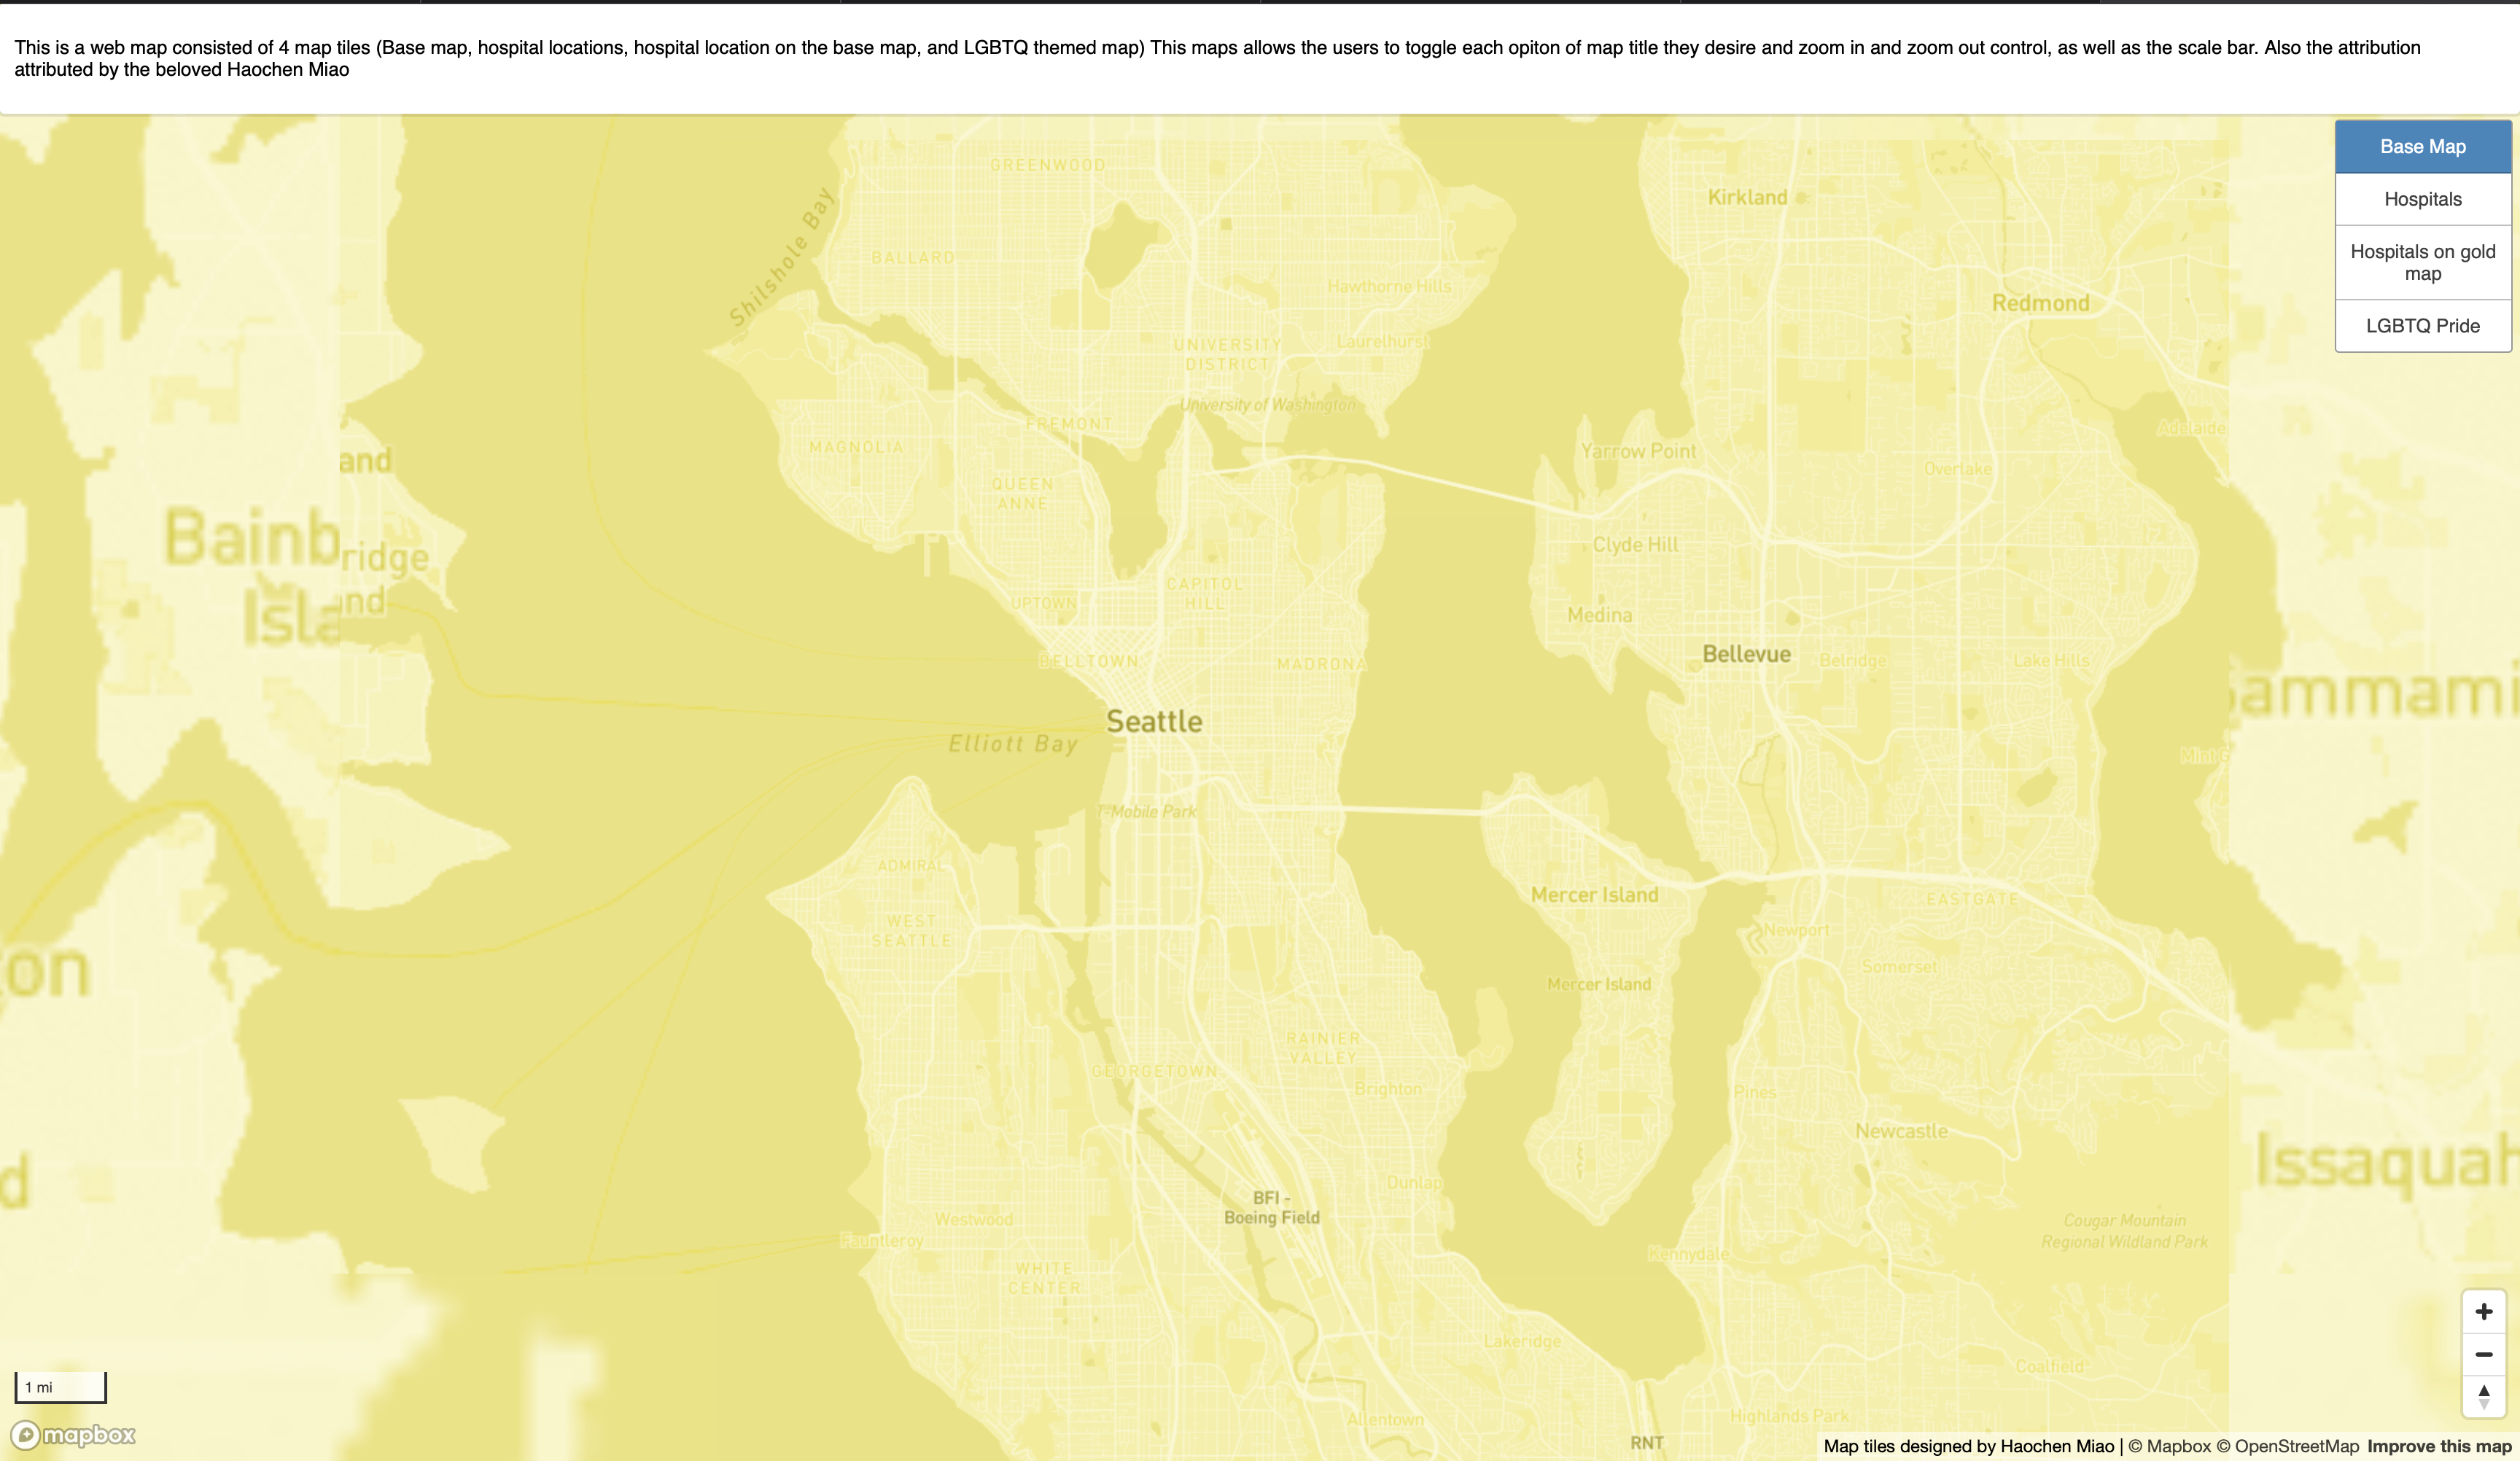 This is a web map consisted of 4 map tiles (Base map, hospital locations, hospital location on the base map, and LGBTQ themed map) This maps allows the users to toggle each opiton of map title they desire and zoom in and zoom out control, as well as the scale bar. Also the attribution
attributed by the beloved Haochen Miao
Base Map
Hospitals
Hospitals on gold
map
LGBTQ Pride
GREENWOOD
Kirkland
Shilshole Bay
BALLARD
Hawthorne Hills
Redmond
UNIVERSITY
DISTRICT
Laurelhurst
University of Washington
FREMONT
Adelaide
MAGNOLIA
Yarrow Point
and
Overlake
QUEEN
ANNE
Bainb
ridge
Clyde Hill
CAPITOL
HILL
UPTOWN
Isla
and
Medina
Bellevue
BELLTOWN
MADRONA
Belridge
Lake Hills
ammami
Seattle
Elliott Bay
Mint G
T-Mobile Park
ADMIRAL
Mercer Island
EASTGATE
WEST
SEATTLE
Newport
on
Somerset
Mercer Island
RAINIER
VALLEY
GEORGETOWN
Brighton
Pines
Newcastle
Issaquah
d
Dunlap
BFI -
Boeing Field
Westwood
Cougar Mountain
Regional Wildland Park
Fauntleroy
Kennydale
WHITE
CENTER
Lakeridge
Coalfield
1 mi
Allentown
Highlands Park
mapbox
RNT
Map tiles designed by Haochen Miao | © Mapbox © OpenStreetMap Improve this map